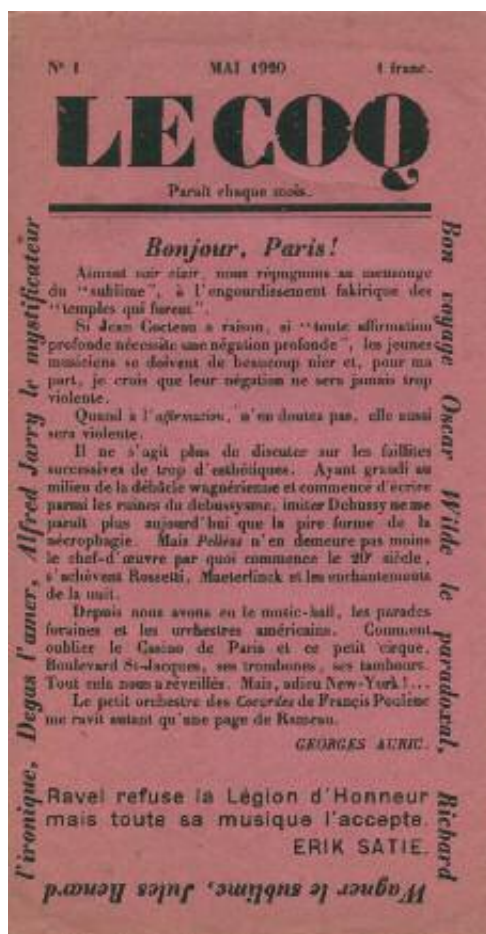 N° 1 MAI 1920 1 franc.
LE COQ
Paraît chaque mois.
Bonjour, Paris!
Aimant voir clair, nous répugnons au mensonge
du "sublime", à l'engourdissement fakirique des
"temples qui furent".
Si Jean Cocteau a raison, si "toute affirmation
profonde nécessite une négation profonde", les jeunes
musiciens se doivent de beaucoup nier et, pour ma
part, je crois que leur négation ne sera jamais trop
violente.
Quand à l'affirmation, n'en doutez pas, elle aussi
sera violente.
Il ne s'agit plus de discuter sur les faillites
successives de trop d'esthétiques. Ayant grandi au
milieu de la débâcle wagnérienne et commencé d'écrire
parmi les ruines du debussysme, imiter Debussy ne me
paraît plus aujourd'hui que la pire forme de la
nécrophagie. Mais Pelléas n'en demeure pas moins
le chef-d'œuvre par quoi commence le 20e siècle,
s'achèvent Rossetti, Maeterlinck et les enchantements
de la nuit.
Depuis nous avons eu le music-hall, les parades
foraines et les orchestres américains. Comment
oublier le Casino de Paris et ce petit cirque,
Boulevard St-Jacques, ses trombones, ses tambours.
Tout cela nous a réveillés. Mais, adieu New-York!...
Le petit orchestre des Cocardes de Francis Poulenc
me ravit autant qu'une page de Rameau.
GEORGES AURIC.
Ravel refuse la Légion d'Honneur
mais toute sa musique l'accepte.
ERIK SATIE.
Bon voyage Oscar Wilde le paradoxal, Richard
Wagner le sublime, Jules Renard
l'ironique, Degas l'amer, Alfred Jarry le mystificateur